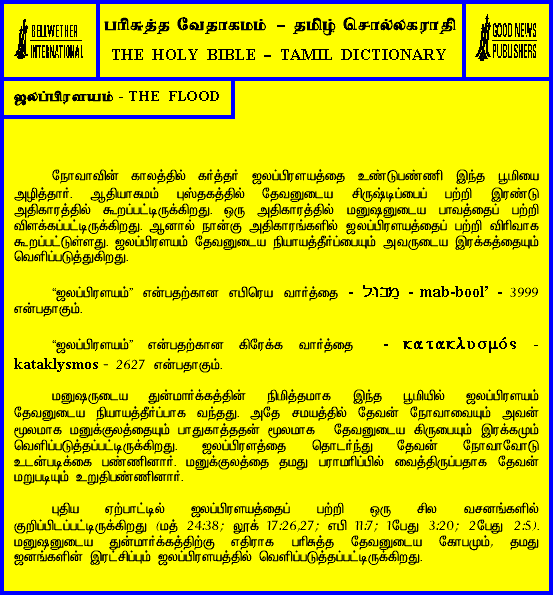 BELLWETHER
INTERNATIONAL
பரிசுத்த வேதாகமம் – தமிழ் சொல்லகராதி
THE HOLY BIBLE – TAMIL DICTIONARY
GOOD NEWS
PUBLISHERS
ஜலப்பிரளயம் - THE FLOOD
நோவாவின் காலத்தில் கர்த்தர் ஜலப்பிரளயத்தை உண்டுபண்ணி இந்த பூமியை
அழித்தார். ஆதியாகமம் புஸ்தகத்தில் தேவனுடைய சிருஷ்டிப்பைப் பற்றி இரண்டு
அதிகாரத்தில் கூறப்பட்டிருக்கிறது. ஒரு அதிகாரத்தில் மனுஷனுடைய பாவத்தைப் பற்றி
விளக்கப்பட்டிருக்கிறது. ஆனால் நான்கு அதிகாரங்களில் ஜலப்பிரளயத்தைப் பற்றி விரிவாக
கூறப்பட்டுள்ளது. ஜலப்பிரளயம் தேவனுடைய நியாயத்தீர்ப்பையும் அவருடைய இரக்கத்தையும்
வெளிப்படுத்துகிறது.
“ஜலப்பிரளயம்” என்பதற்கான எபிரெய வார்த்தை - מבּוּל - mab-bool’ - 3999
என்பதாகும்.
“ஜலப்பிரளயம்” என்பதற்கான கிரேக்க வார்த்தை - κατακλυσμός -
kataklysmos - 2627 என்பதாகும்.
மனுஷருடைய துன்மார்க்கத்தின் நிமித்தமாக இந்த பூமியில் ஜலப்பிரளயம்
தேவனுடைய நியாயத்தீர்ப்பாக வந்தது. அதே சமயத்தில் தேவன் நோவாவையும் அவன்
மூலமாக மனுக்குலத்தையும் பாதுகாத்ததன் மூலமாக தேவனுடைய கிருபையும் இரக்கமும்
வெளிப்படுத்தப்பட்டிருக்கிறது. ஜலப்பிரளத்தை தொடர்ந்து தேவன் நோவாவோடு
உடன்படிக்கை பண்ணினார். மனுக்குலத்தை தமது பராமரிப்பில் வைத்திருப்பதாக தேவன்
மறுபடியும் உறுதிபண்ணினார்.
புதிய ஏற்பாட்டில் ஜலப்பிரளயத்தைப் பற்றி ஒரு சில வசனங்களில்
குறிப்பிடப்பட்டிருக்கிறது (மத் 24:38; லூக் 17:26,27; எபி 11:7; 1பேது 3:20; 2பேது 2:5).
மனுஷனுடைய துன்மார்க்கத்திற்கு எதிராக பரிசுத்த தேவனுடைய கோபமும், தமது
ஜனங்களின் இரட்சிப்பும் ஜலப்பிரளயத்தில் வெளிப்படுத்தப்பட்டிருக்கிறது.